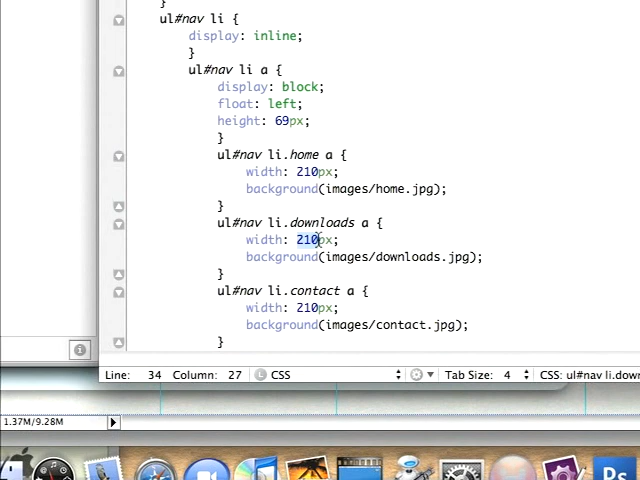 }
ul#nav li {
display: inline;
}
ul#nav li a {
display: block;
float: left;
height: 69px;
}
ul#nav li.home a {
width: 210px;
background(images/home.jpg);
}
ul#nav li.downloads a {
width: 210px;
background(images/downloads.jpg);
}
ul#nav li.contact a {
width: 210px;
background(images/contact.jpg);
}
Line: 34 Column: 27 L CSS Tab Size: 4 CSS: ul#nav li.down
1.37M/9.28M
Ps